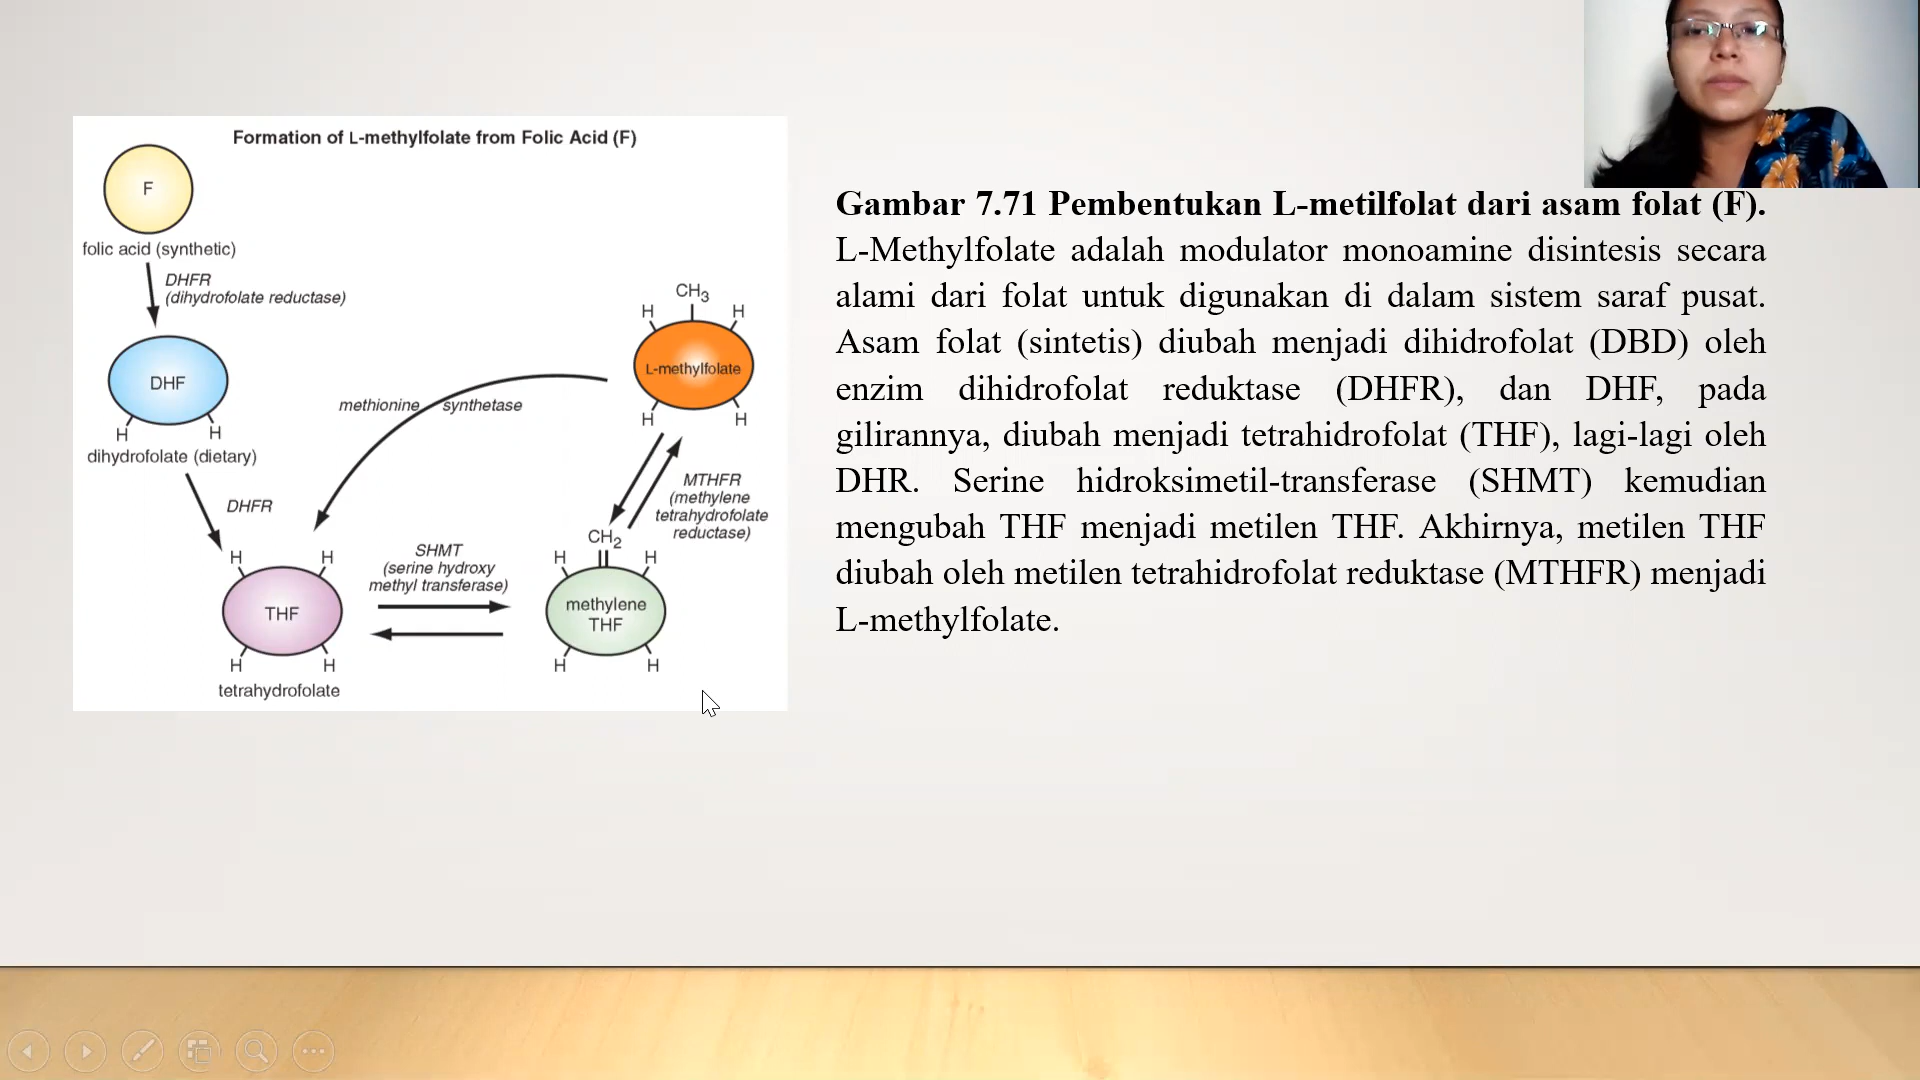 Formation of L-methylfolate from Folic Acid (F)
F
folic acid (synthetic)
DHFR
(dihydrofolate reductase)
DHF
H H
dihydrofolate (dietary)
DHFR
methionine synthetase
CH3
H H
L-methylfolate
H H
MTHFR
(methylene
tetrahydrofolate
reductase)
SHMT
(serine hydroxy
methyl transferase)
H H
THF
H H
tetrahydrofolate
CH2
H H
methylene
THF
H H
Gambar 7.71 Pembentukan L-metilfolat dari asam folat (F).
L-Methylfolate adalah modulator monoamine disintesis secara
alami dari folat untuk digunakan di dalam sistem saraf pusat.
Asam folat (sintetis) diubah menjadi dihidrofolat (DBD) oleh
enzim dihidrofolat reduktase (DHFR), dan DHF, pada
gilirannya, diubah menjadi tetrahidrofolat (THF), lagi-lagi oleh
DHR. Serine hidroksimetil-transferase (SHMT) kemudian
mengubah THF menjadi metilen THF. Akhirnya, metilen THF
diubah oleh metilen tetrahidrofolat reduktase (MTHFR) menjadi
L-methylfolate.